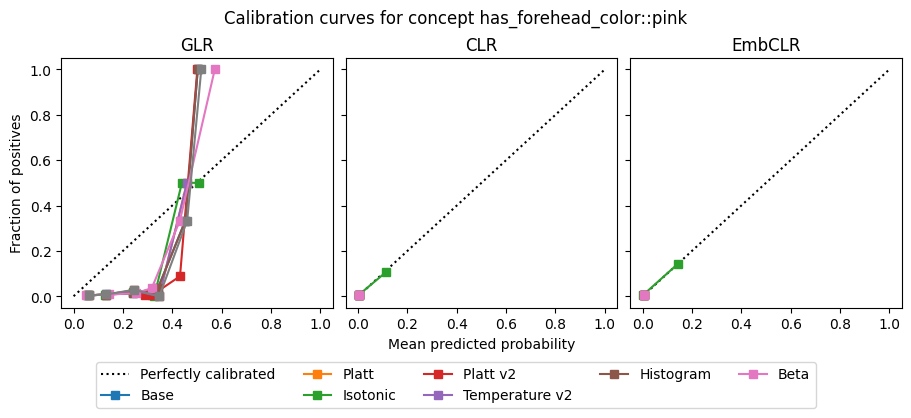 Calibration curves for concept has_forehead_color::pink
GLR
CLR
EmbCLR
Fraction of positives
1.0
0.8
0.6
0.4
0.2
0.0
0.0 0.2 0.4 0.6 0.8 1.0
0.0 0.2 0.4 0.6 0.8 1.0
0.0 0.2 0.4 0.6 0.8 1.0
Mean predicted probability
Perfectly calibrated Platt Platt v2 Histogram Beta
Base Isotonic Temperature v2